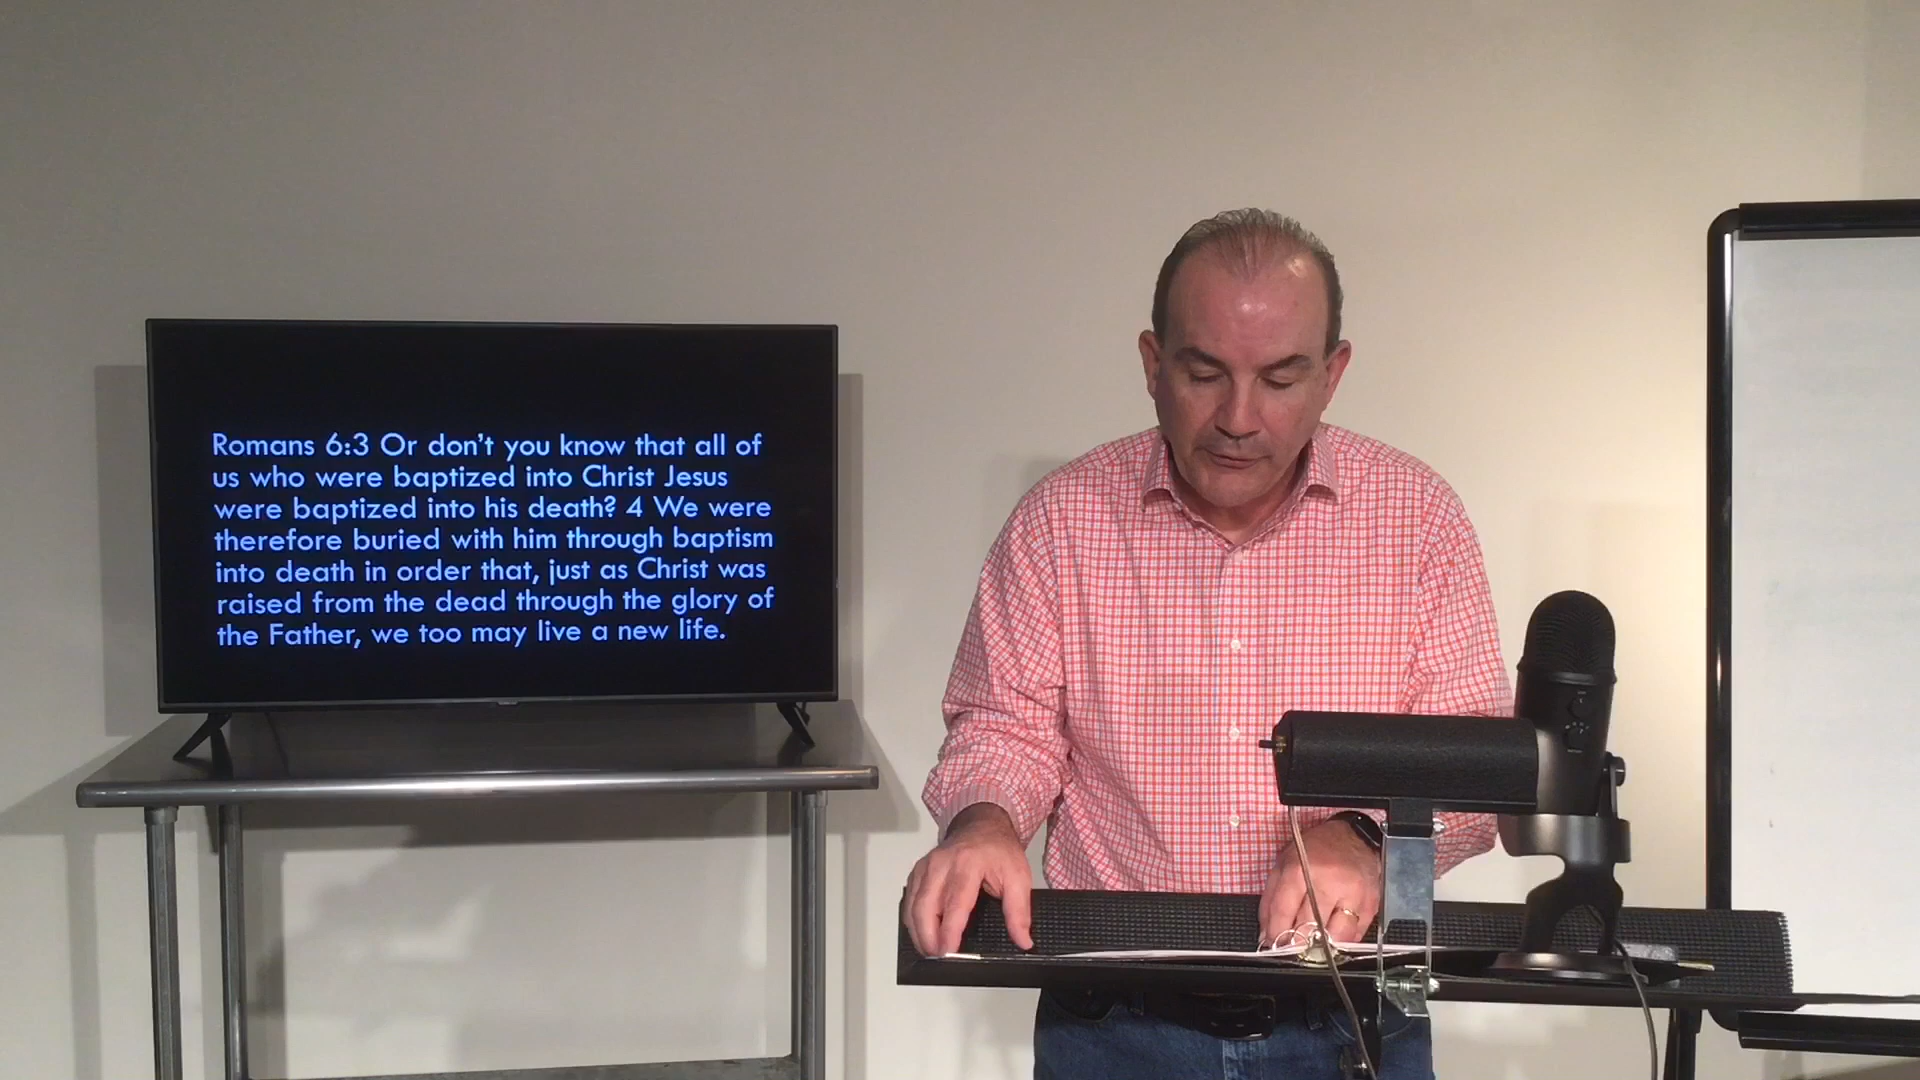 Romans 6:3 Or don't you know that all of
us who were baptized into Christ Jesus
were baptized into his death? 4 We were
therefore buried with him through baptism
into death in order that, just as Christ was
raised from the dead through the glory of
the Father, we too may live a new life.